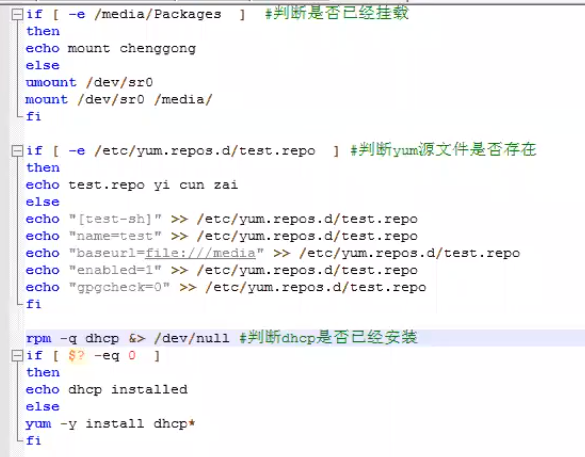 if [ -e /media/Packages  ]  #判断是否已经挂载
then
echo mount chenggong
else
umount /dev/sr0
mount /dev/sr0 /media/
fi
if [ -e /etc/yum.repos.d/test.repo  ] #判断yum源文件是否存在
then
echo test.repo yi cun zai
else
echo "[test-sh]" >> /etc/yum.repos.d/test.repo
echo "name=test" >> /etc/yum.repos.d/test.repo
echo "baseurl=file:///media" >> /etc/yum.repos.d/test.repo
echo "enabled=1" >> /etc/yum.repos.d/test.repo
echo "gpgcheck=0" >> /etc/yum.repos.d/test.repo
fi
rpm -q dhcp &> /dev/null #判断dhcp是否已经安装
if [ $? -eq 0  ]
then
echo dhcp installed
else
yum -y install dhcp*
fi